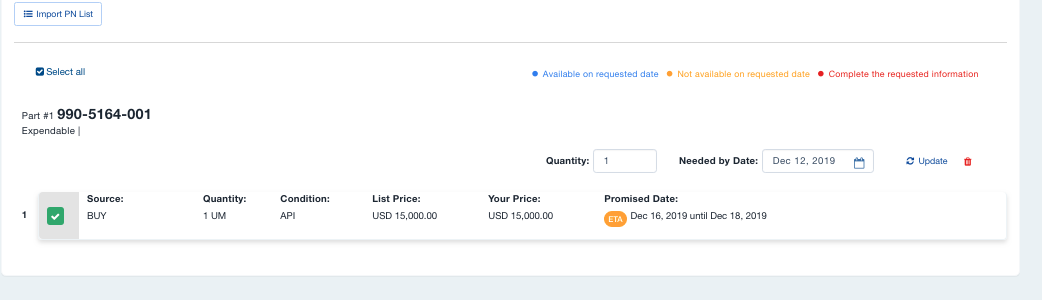 Import PN List
Select all
Available on requested date Not available on requested date Complete the requested information
Part #1 990-5164-001
Expendable |
Quantity: 1 Needed by Date: Dec 12, 2019 Update
Source: Quantity: Condition: List Price: Your Price: Promised Date:
1 BUY 1 UM API USD 15,000.00 USD 15,000.00 ETA Dec 16, 2019 until Dec 18, 2019